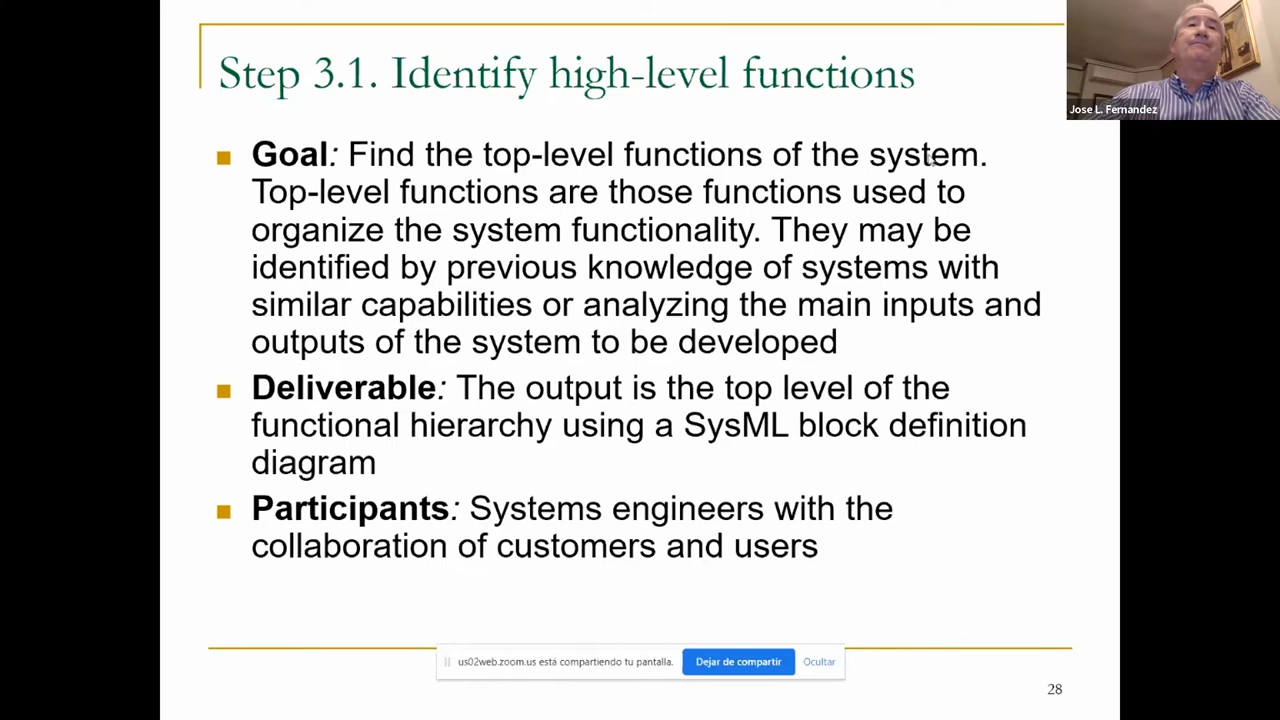 Step 3.1. Identify high-level functions
Jose L. Fernandez
Goal: Find the top-level functions of the system.
Top-level functions are those functions used to
organize the system functionality. They may be
identified by previous knowledge of systems with
similar capabilities or analyzing the main inputs and
outputs of the system to be developed
Deliverable: The output is the top level of the
functional hierarchy using a SysML block definition
diagram
Participants: Systems engineers with the
collaboration of customers and users
us02web.zoom.us está compartiendo tu pantalla. Dejar de compartir Ocultar
28